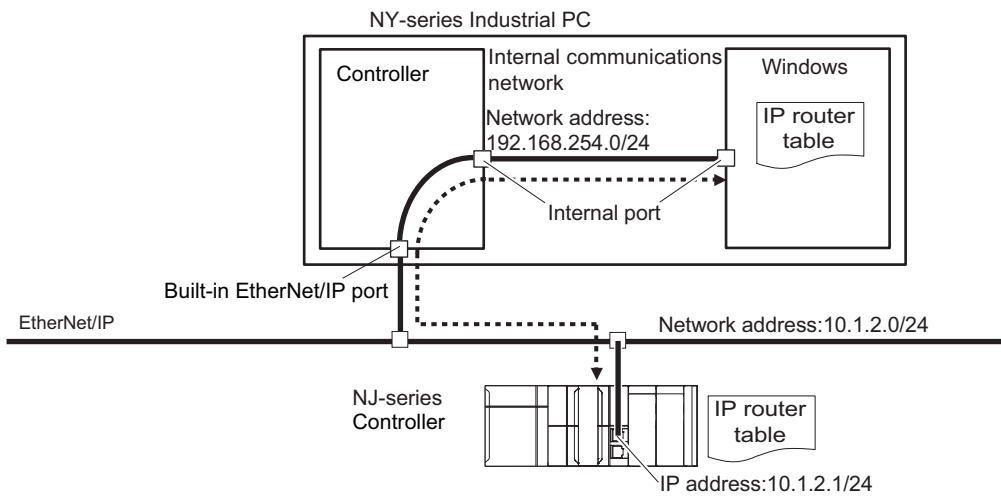 NY-series Industrial PC
Controller
Internal communications
network
Network address:
192.168.254.0/24
Windows
IP router
table
Internal port
Built-in EtherNet/IP port
EtherNet/IP
Network address:10.1.2.0/24
NJ-series
Controller
IP router
table
IP address:10.1.2.1/24